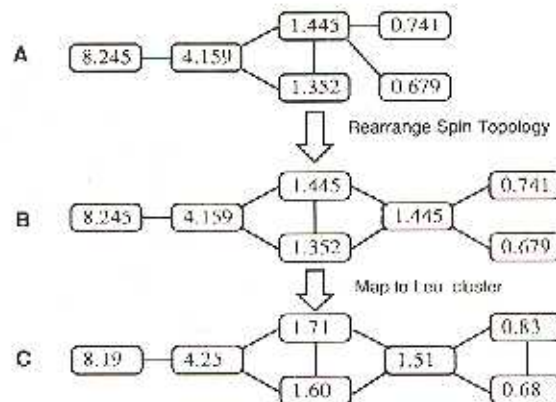 1.445 0.741
A 8.245 4.159
1.352 0.679
Rearrange Spin Topology
1.445 0.741
B 8.245 4.159 1.445
1.352 0.679
Map to Leu cluster
1.71 0.83
C 8.19 4.25 1.51
1.60 0.68